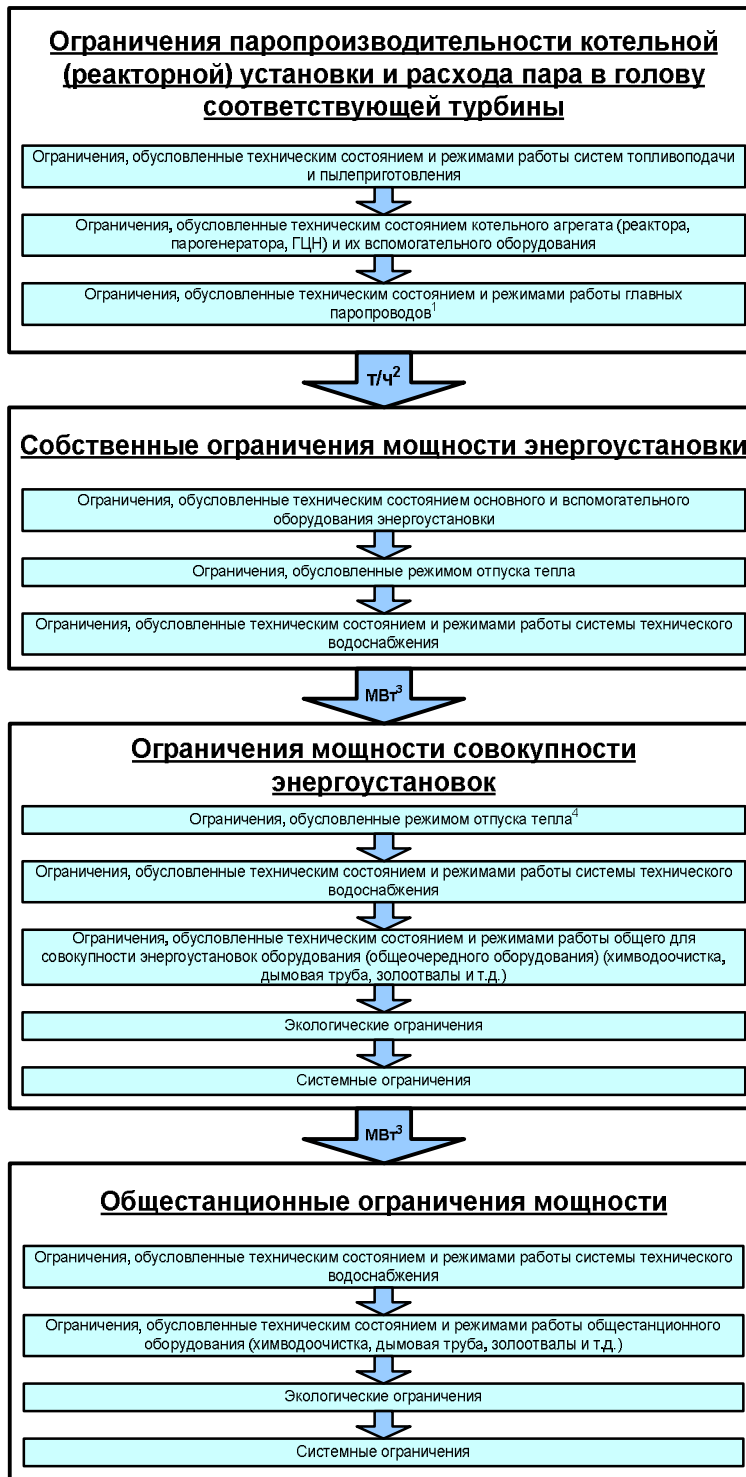 Ограничения паропроизводительности котельной
(реакторной) установки и расхода пара в голову
соответствующей турбины
Ограничения, обусловленные техническим состоянием и режимами работы систем топливоподачи
и пылеприготовления
Ограничения, обусловленные техническим состоянием котельного агрегата (реактора,
парогенератора, ГЦН) и их вспомогательного оборудования
Ограничения, обусловленные техническим состоянием и режимами работы главных
паропроводов¹
т/ч²
Собственные ограничения мощности энергоустановки
Ограничения, обусловленные техническим состоянием основного и вспомогательного
оборудования энергоустановки
Ограничения, обусловленные режимом отпуска тепла
Ограничения, обусловленные техническим состоянием и режимами работы системы технического
водоснабжения
МВт³
Ограничения мощности совокупности
энергоустановок
Ограничения, обусловленные режимом отпуска тепла⁴
Ограничения, обусловленные техническим состоянием и режимами работы системы технического
водоснабжения
Ограничения, обусловленные техническим состоянием и режимами работы общего для
совокупности энергоустановок оборудования (общеочередного оборудования) (химводоочистка,
дымовая труба, золоотвалы и т.д.)
Экологические ограничения
Системные ограничения
МВт³
Общестанционные ограничения мощности
Ограничения, обусловленные техническим состоянием и режимами работы системы технического
водоснабжения
Ограничения, обусловленные техническим состоянием и режимами работы общестанционного
оборудования (химводоочистка, дымовая труба, золоотвалы и т.д.)
Экологические ограничения
Системные ограничения